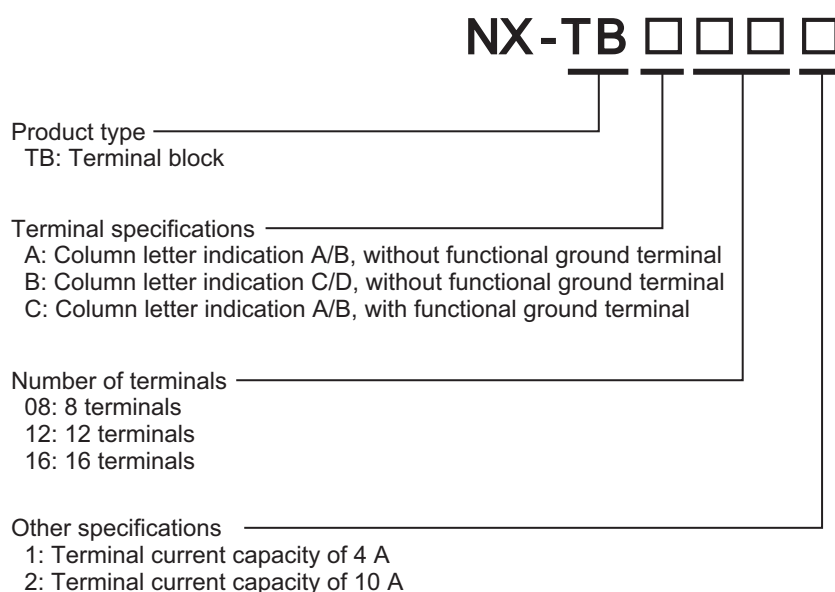 NX-TB □ □ □ □
Product type
TB: Terminal block
Terminal specifications
A: Column letter indication A/B, without functional ground terminal
B: Column letter indication C/D, without functional ground terminal
C: Column letter indication A/B, with functional ground terminal
Number of terminals
08: 8 terminals
12: 12 terminals
16: 16 terminals
Other specifications
1: Terminal current capacity of 4 A
2: Terminal current capacity of 10 A